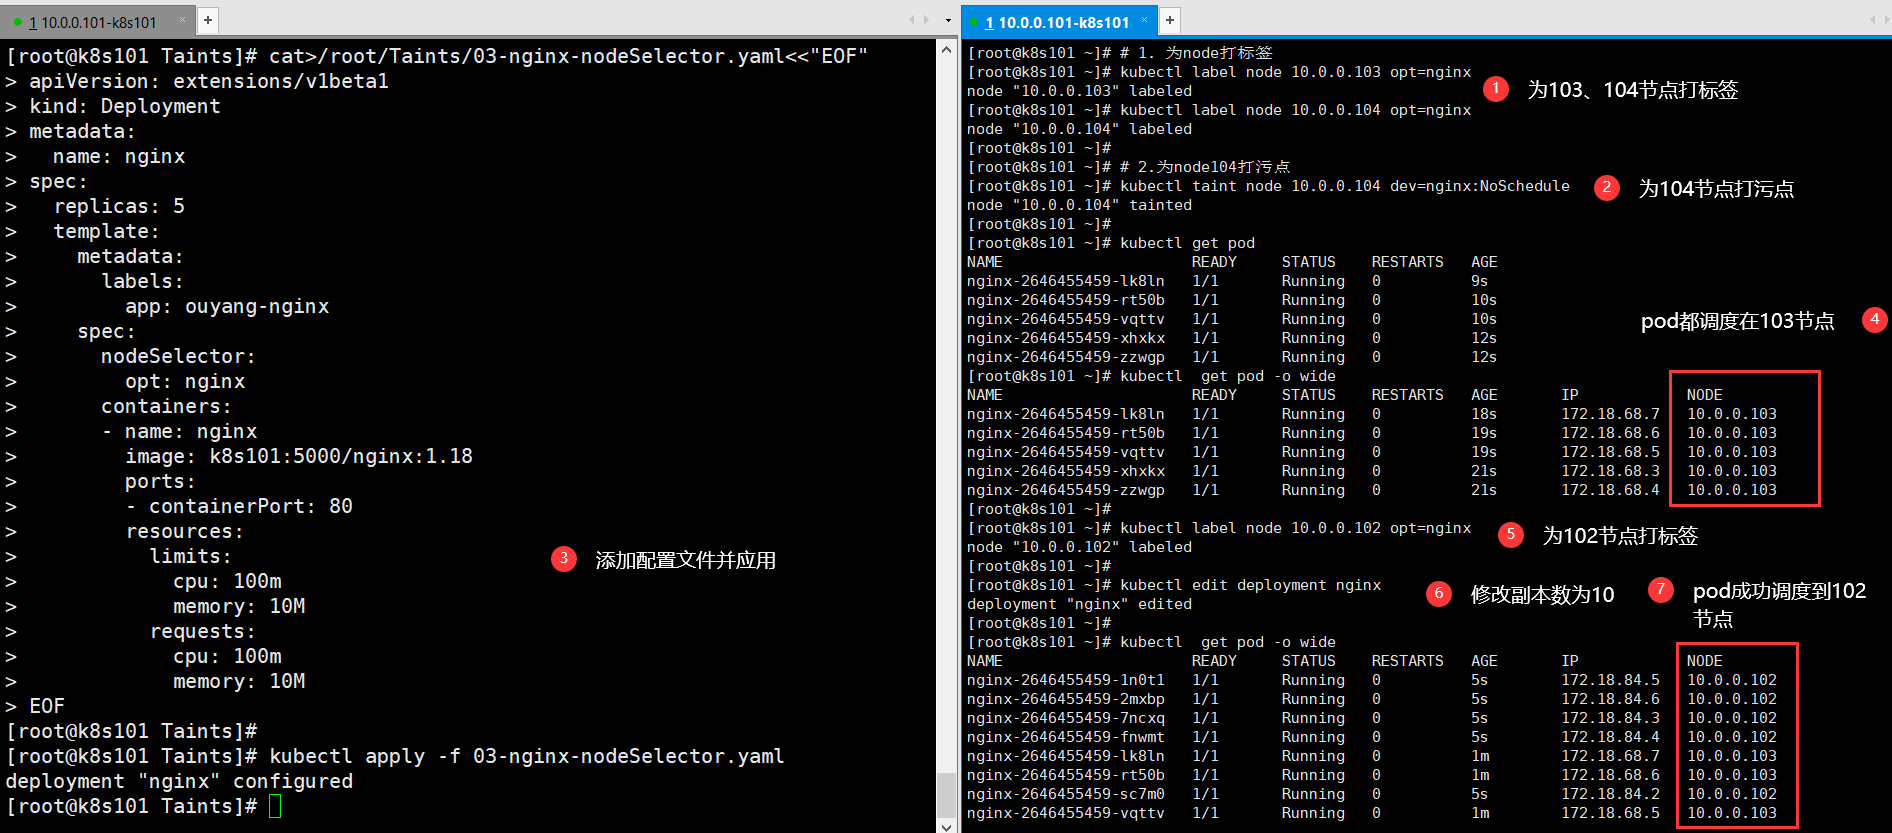 1 10.0.0.101-k8s101 × +
[root@k8s101 Taints]# cat>/root/Taints/03-nginx-nodeSelector.yaml<<"EOF"
> apiVersion: extensions/v1beta1
> kind: Deployment
> metadata:
>   name: nginx
> spec:
>   replicas: 5
>   template:
>     metadata:
>       labels:
>         app: ouyang-nginx
>     spec:
>       nodeSelector:
>         opt: nginx
>       containers:
>       - name: nginx
>         image: k8s101:5000/nginx:1.18
>         ports:
>         - containerPort: 80
>         resources:
>           limits:
>             cpu: 100m
>             memory: 10M
>           requests:
>             cpu: 100m
>             memory: 10M
> EOF
[root@k8s101 Taints]#
[root@k8s101 Taints]# kubectl apply -f 03-nginx-nodeSelector.yaml
deployment "nginx" configured
[root@k8s101 Taints]#
3 添加配置文件并应用
1 10.0.0.101-k8s101 × +
[root@k8s101 ~]# # 1. 为node打标签
[root@k8s101 ~]# kubectl label node 10.0.0.103 opt=nginx
node "10.0.0.103" labeled
1 为103、104节点打标签
[root@k8s101 ~]# kubectl label node 10.0.0.104 opt=nginx
node "10.0.0.104" labeled
[root@k8s101 ~]#
[root@k8s101 ~]# # 2.为node104打污点
[root@k8s101 ~]# kubectl taint node 10.0.0.104 dev=nginx:NoSchedule
2 为104节点打污点
node "10.0.0.104" tainted
[root@k8s101 ~]#
[root@k8s101 ~]# kubectl get pod
NAME READY STATUS RESTARTS AGE
nginx-2646455459-lk8ln 1/1 Running 0 9s
nginx-2646455459-rt50b 1/1 Running 0 10s
nginx-2646455459-vqttv 1/1 Running 0 10s
pod都调度在103节点 4
nginx-2646455459-xhxkx 1/1 Running 0 12s
nginx-2646455459-zzwgp 1/1 Running 0 12s
[root@k8s101 ~]# kubectl  get pod -o wide
NAME READY STATUS RESTARTS AGE IP NODE
nginx-2646455459-lk8ln 1/1 Running 0 18s 172.18.68.7 10.0.0.103
nginx-2646455459-rt50b 1/1 Running 0 19s 172.18.68.6 10.0.0.103
nginx-2646455459-vqttv 1/1 Running 0 19s 172.18.68.5 10.0.0.103
nginx-2646455459-xhxkx 1/1 Running 0 21s 172.18.68.3 10.0.0.103
nginx-2646455459-zzwgp 1/1 Running 0 21s 172.18.68.4 10.0.0.103
[root@k8s101 ~]#
[root@k8s101 ~]# kubectl label node 10.0.0.102 opt=nginx
5 为102节点打标签
node "10.0.0.102" labeled
[root@k8s101 ~]#
[root@k8s101 ~]# kubectl edit deployment nginx
6 修改副本数为10
7 pod成功调度到102
节点
deployment "nginx" edited
[root@k8s101 ~]#
[root@k8s101 ~]# kubectl  get pod -o wide
NAME READY STATUS RESTARTS AGE IP NODE
nginx-2646455459-1n0t1 1/1 Running 0 5s 172.18.84.5 10.0.0.102
nginx-2646455459-2mxbp 1/1 Running 0 5s 172.18.84.6 10.0.0.102
nginx-2646455459-7ncxq 1/1 Running 0 5s 172.18.84.3 10.0.0.102
nginx-2646455459-fnwmt 1/1 Running 0 5s 172.18.84.4 10.0.0.102
nginx-2646455459-lk8ln 1/1 Running 0 1m 172.18.68.7 10.0.0.103
nginx-2646455459-rt50b 1/1 Running 0 1m 172.18.68.6 10.0.0.103
nginx-2646455459-sc7m0 1/1 Running 0 5s 172.18.84.2 10.0.0.102
nginx-2646455459-vqttv 1/1 Running 0 1m 172.18.68.5 10.0.0.103